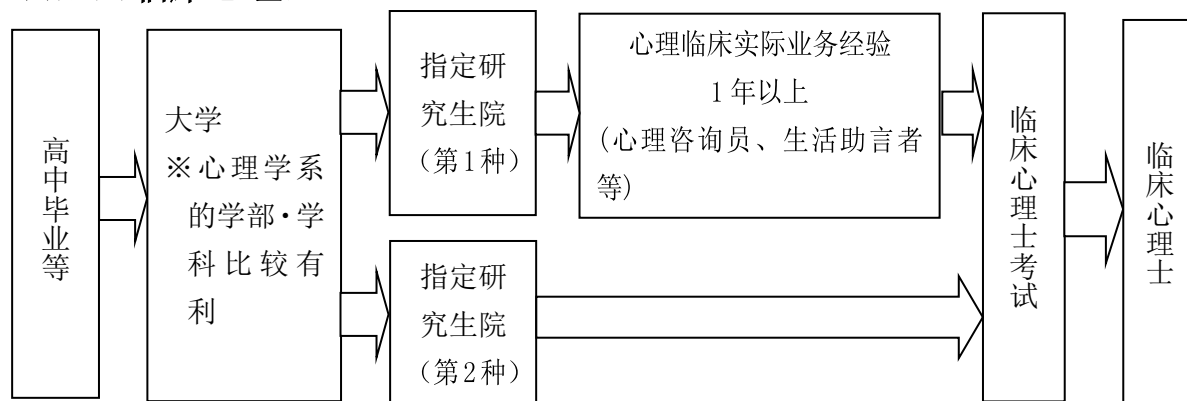 高中毕业等
大学
※心理学系
的学部·学
科比较有
利
指定研
究生院
（第1种）
心理临床实际业务经验
1年以上
(心理咨询员、生活助言者
等)
指定研
究生院
（第2种）
临床心理士考试
临床心理士